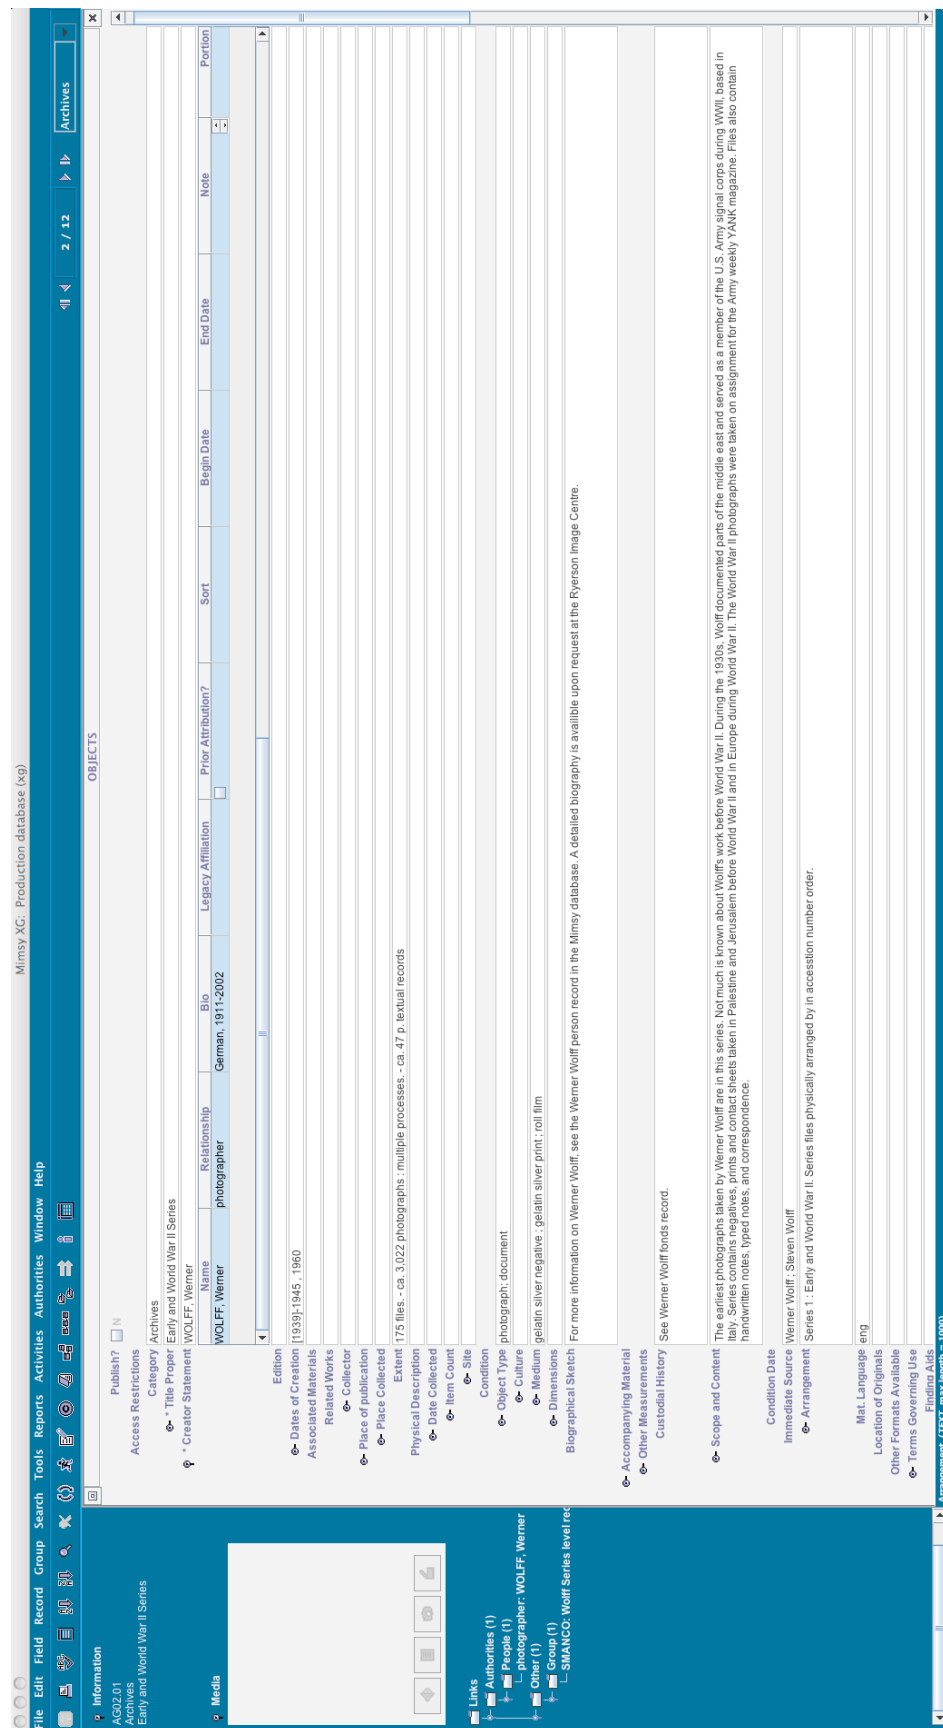 Mimsy XG: Production database (xg)
File Edit Field Record Group Search Tools Reports Activities Authorities Window Help
2 / 12
Archives
Information
AG02.01
Archives
Early and World War II Series
Media
Links
Authorities (1)
People (1)
photographer: WOLFF, Werner
Other (1)
Group (1)
SMANCO: Wolff Series level rec
OBJECTS
Publish? N
Access Restrictions
Category Archives
* Title Proper Early and World War II Series
* Creator Statement WOLFF, Werner
Name Relationship Bio Legacy Affiliation Prior Attribution? Sort Begin Date End Date Note Portion
WOLFF, Werner photographer German, 1911-2002
Edition
Dates of Creation [1939]-1945 , 1960
Associated Materials
Related Works
Collector
Place of publication
Place Collected
Extent 175 files. - ca. 3,022 photographs : multiple processes. - ca. 47 p. textual records
Physical Description
Date Collected
Item Count
Site
Condition
Object Type photograph; document
Culture
Medium gelatin silver negative ; gelatin silver print ; roll film
Dimensions
Biographical Sketch For more information on Werner Wolff, see the Werner Wolff person record in the Mimsy database. A detailed biography is availible upon request at the Ryerson Image Centre.
Accompanying Material
Other Measurements
Custodial History See Werner Wolff fonds record.
Scope and Content The earliest photographs taken by Werner Wolff are in this series. Not much is known about Wolff's work before World War II. During the 1930s, Wolff documented parts of the middle east and served as a member of the U.S. Army signal corps during WWII, based in
Italy. Series contains negatives, prints and contact sheets taken in Palestine and Jerusalem before World War II and in Europe during World War II. The World War II photographs were taken on assignment for the Army weekly YANK magazine. Files also contain
handwritten notes, typed notes, and correspondence.
Condition Date
Immediate Source Werner Wolff ; Steven Wolff
Arrangement Series 1 : Early and World War II. Series files physically arranged by in accesstion number order.
Mat. Language eng
Location of Originals
Other Formats Available
Terms Governing Use
Finding Aids
Arrangement (TEXT, max length = 1000)